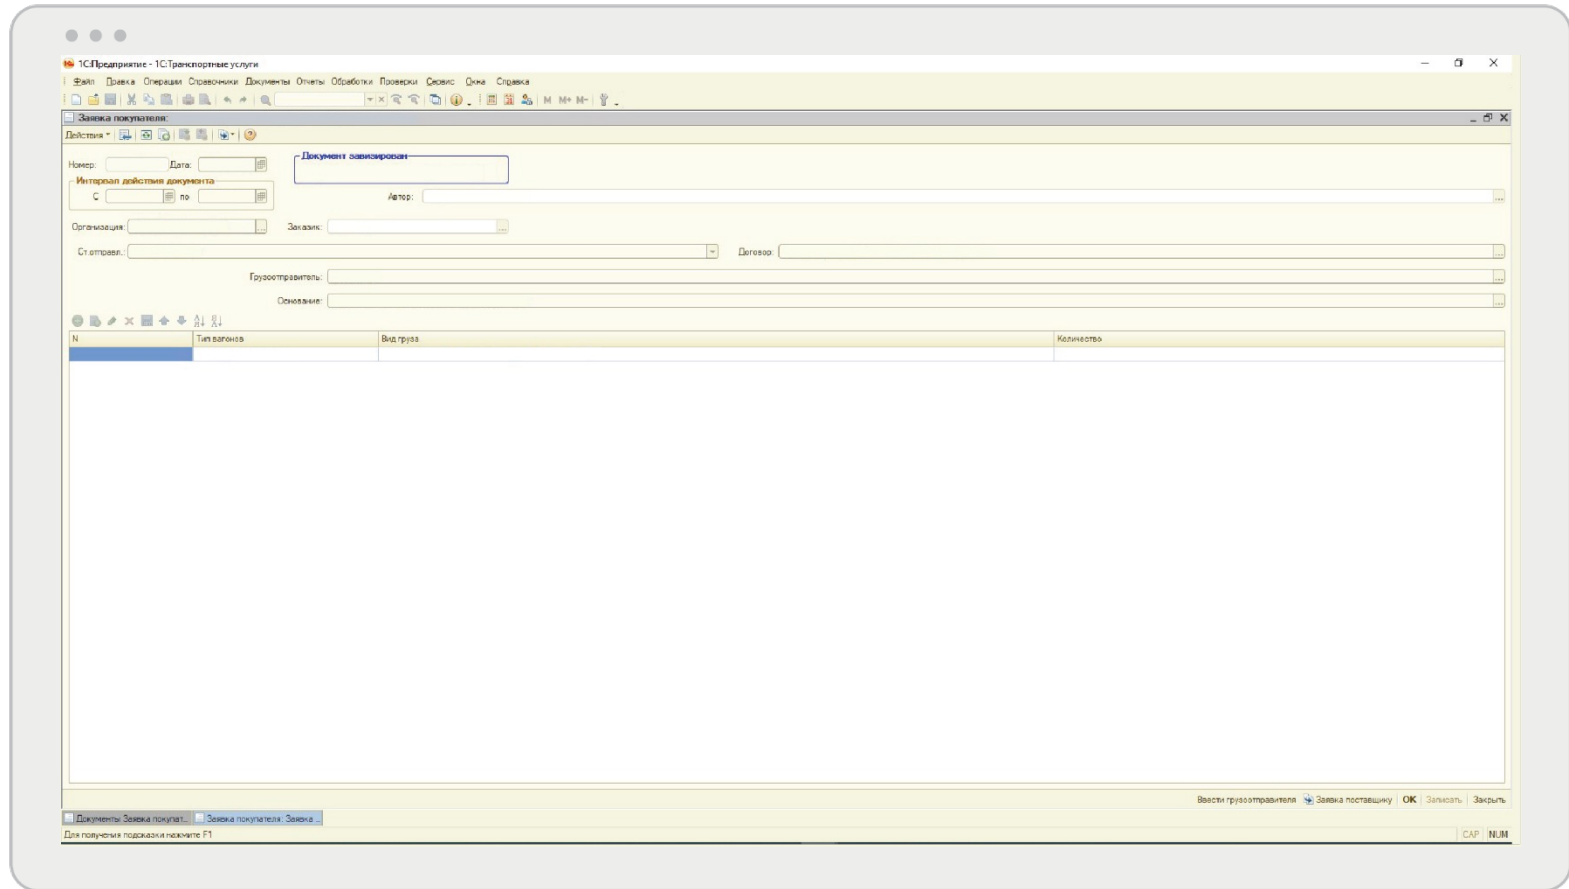 1С:Предприятие - 1С:Транспортные услуги
Файл Правка Операции Справочники Документы Отчеты Обработки Проверки Сервис Окна Справка
M M+ M-
Заявка покупателя:
Действия
Номер: Дата: Документ завизирован
Интервал действия документа
С по Автор:
Организация: Заказчик:
Ст.отправл.: Договор:
Грузоотправитель:
Основание:
N Тип вагонов Вид груза Количество
Ввести грузоотправителя Заявка поставщику OK Записать Закрыть
Документы Заявка покупат... Заявка покупателя: Заявка ...
Для получения подсказки нажмите F1 CAP NUM